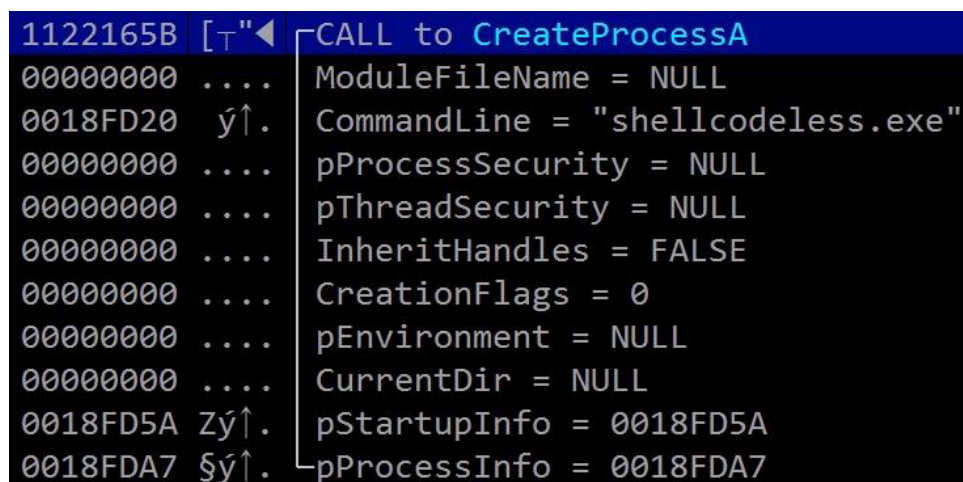 1122165B [┬"◄ CALL to CreateProcessA
00000000 .... ModuleFileName = NULL
0018FD20  ý↑. CommandLine = "shellcodeless.exe"
00000000 .... pProcessSecurity = NULL
00000000 .... pThreadSecurity = NULL
00000000 .... InheritHandles = FALSE
00000000 .... CreationFlags = 0
00000000 .... pEnvironment = NULL
00000000 .... CurrentDir = NULL
0018FD5A Zý↑. pStartupInfo = 0018FD5A
0018FDA7 §ý↑. pProcessInfo = 0018FDA7